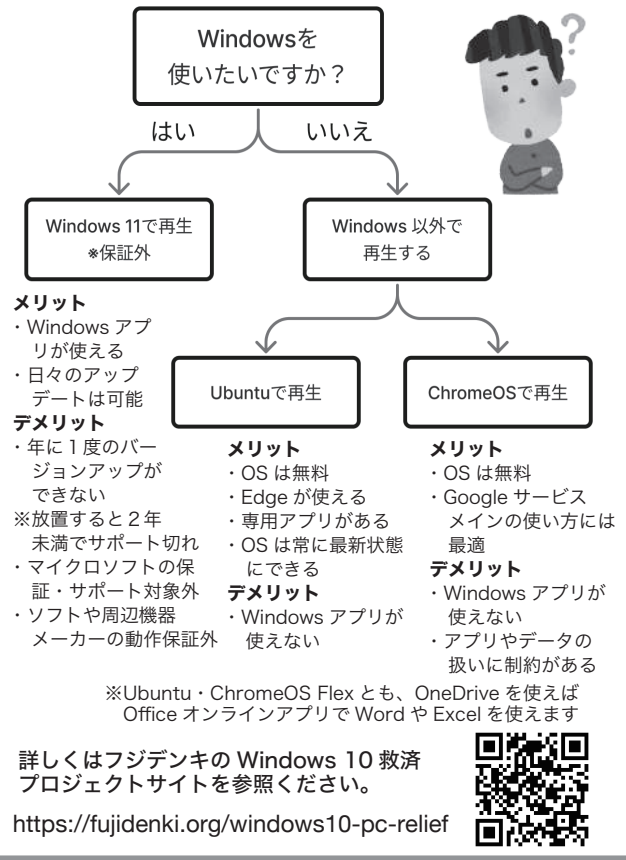 Windowsを
使いたいですか？
はい
いいえ
Windows 11で再生
※保証外
Windows 以外で
再生する
メリット
・Windows アプ
リが使える
・日々のアップ
デートは可能
デメリット
・年に１度のバー
ジョンアップが
できない
※放置すると２年
未満でサポート切れ
・マイクロソフトの保
証・サポート対象外
・ソフトや周辺機器
メーカーの動作保証外
Ubuntuで再生
メリット
・OS は無料
・Edge が使える
・専用アプリがある
・OS は常に最新状態
にできる
デメリット
・Windows アプリが
使えない
ChromeOSで再生
メリット
・OS は無料
・Google サービス
メインの使い方には
最適
デメリット
・Windows アプリが
使えない
・アプリやデータの
扱いに制約がある
※Ubuntu・ChromeOS Flex とも、OneDrive を使えば
Office オンラインアプリで Word や Excel を使えます
詳しくはフジデンキの Windows 10 救済
プロジェクトサイトを参照ください。
https://fujidenki.org/windows10-pc-relief